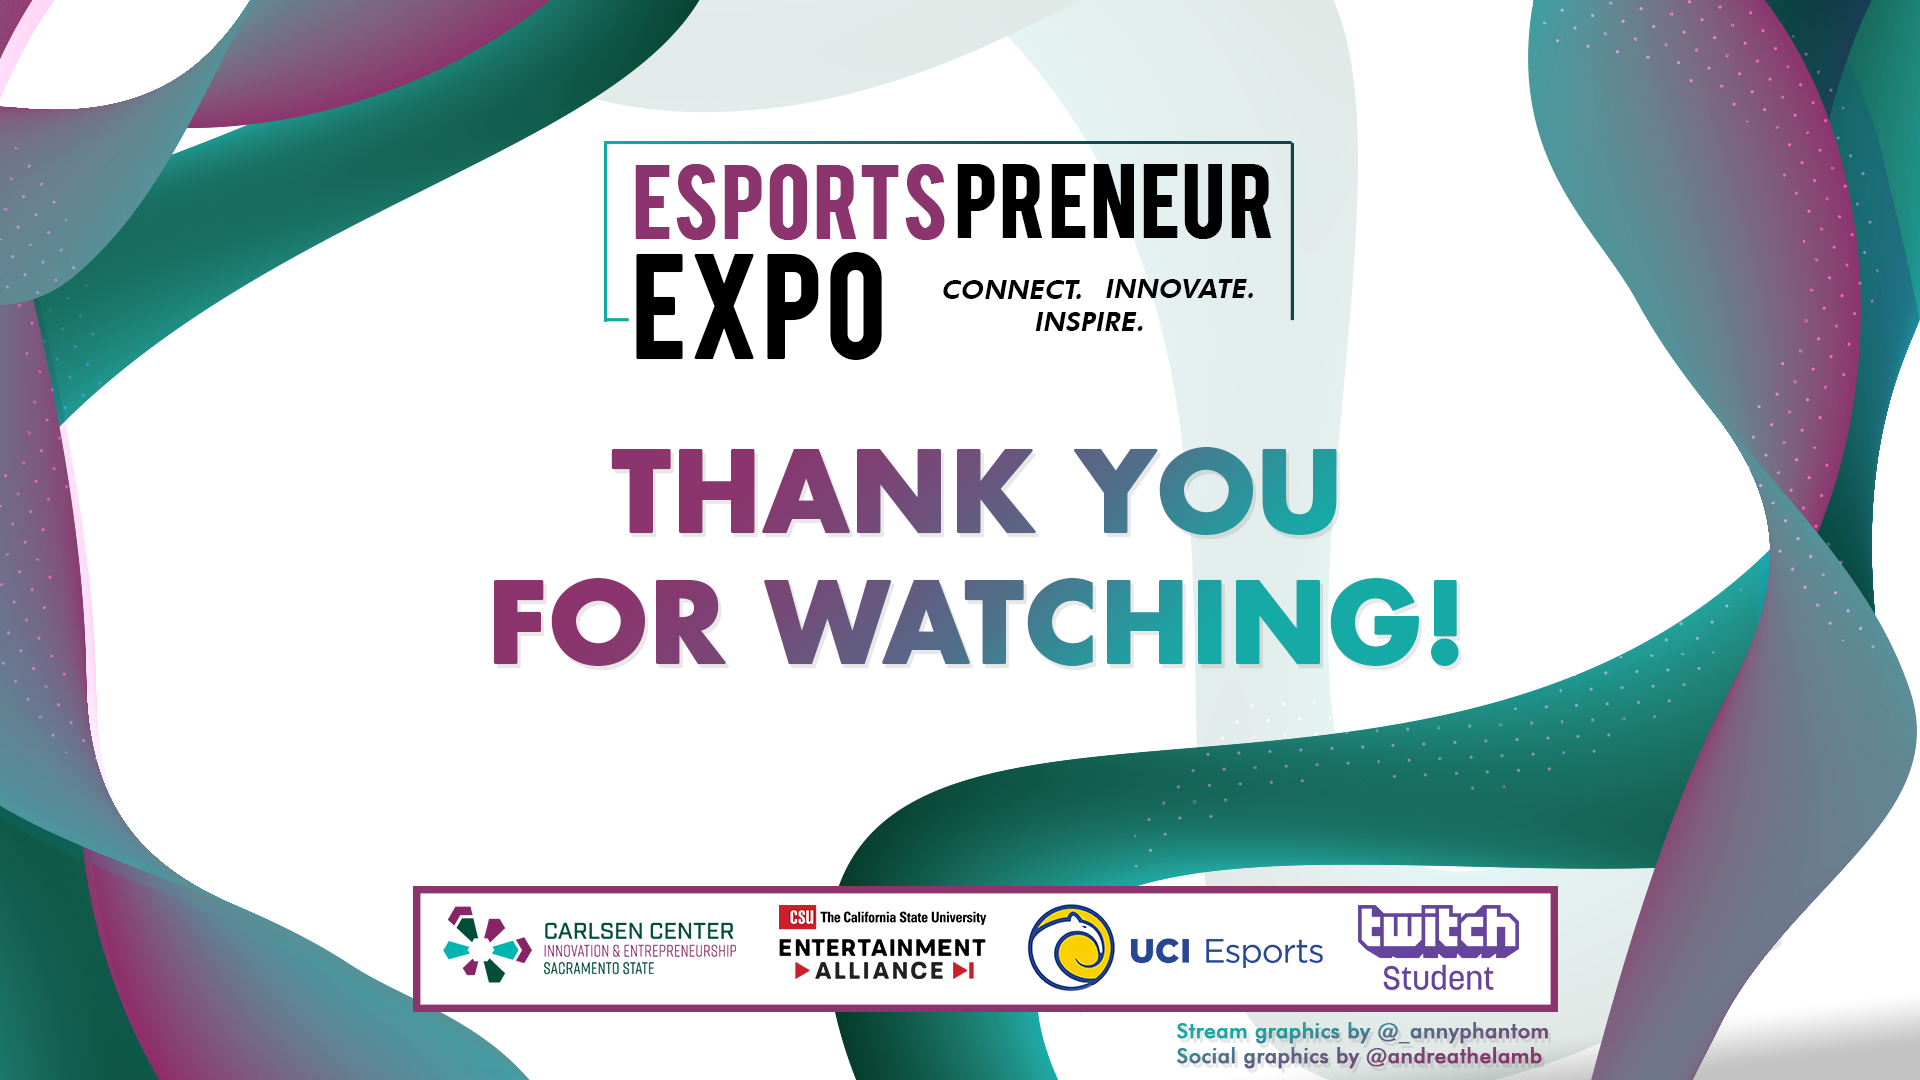 ESPORTSPRENEUR
EXPO
CONNECT. INNOVATE.
INSPIRE.
THANK YOU
FOR WATCHING!
CARLSEN CENTER
INNOVATION & ENTREPRENEURSHIP
SACRAMENTO STATE
CSU The California State University
ENTERTAINMENT
ALLIANCE
UCI Esports
twitch
Student
Stream graphics by @_annyphantom
Social graphics by @andreathelamb